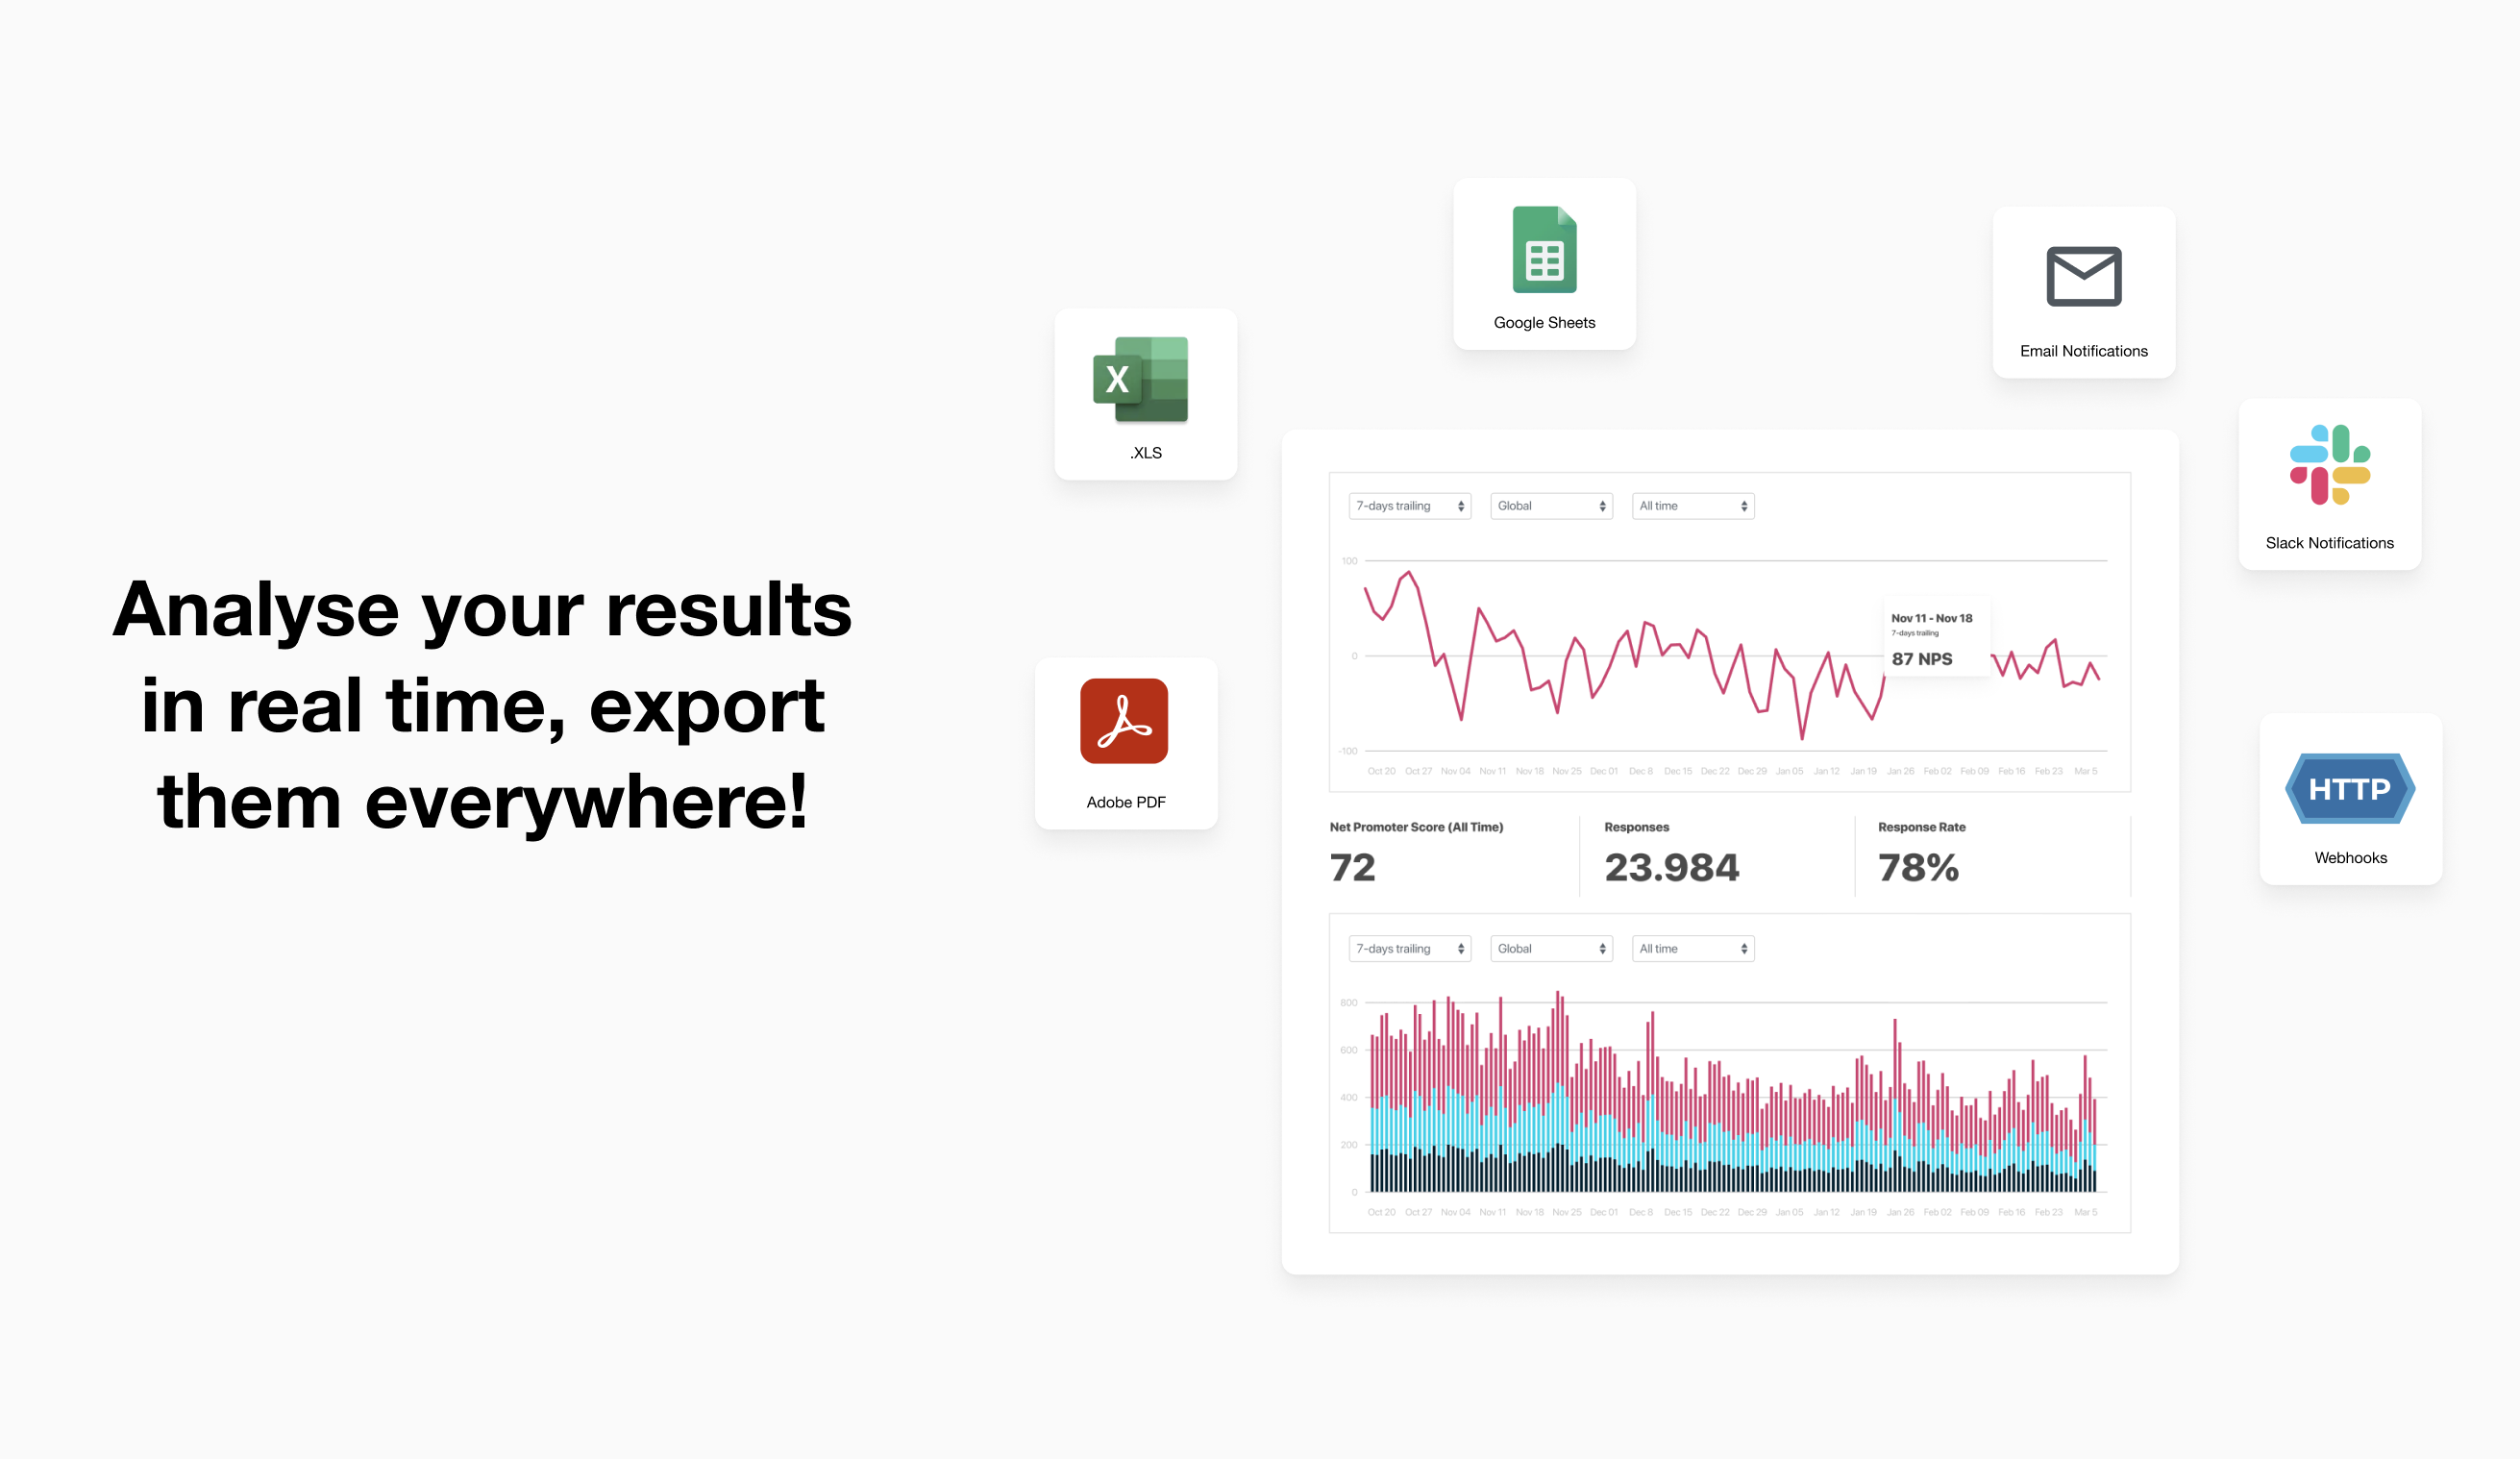 Analyse your results
in real time, export
them everywhere!
X
.XLS
Google Sheets
Email Notifications
Slack Notifications
Adobe PDF
HTTP
Webhooks
7-days trailing Global All time
100
0
-100
Nov 11 - Nov 18
7-days trailing
87 NPS
Oct 20 Oct 27 Nov 04 Nov 11 Nov 18 Nov 25 Dec 01 Dec 8 Dec 15 Dec 22 Dec 29 Jan 05 Jan 12 Jan 19 Jan 26 Feb 02 Feb 09 Feb 16 Feb 23 Mar 5
Net Promoter Score (All Time) Responses Response Rate
72 23.984 78%
7-days trailing Global All time
800
600
400
200
0
Oct 20 Oct 27 Nov 04 Nov 11 Nov 18 Nov 25 Dec 01 Dec 8 Dec 15 Dec 22 Dec 29 Jan 05 Jan 12 Jan 19 Jan 26 Feb 02 Feb 09 Feb 16 Feb 23 Mar 5